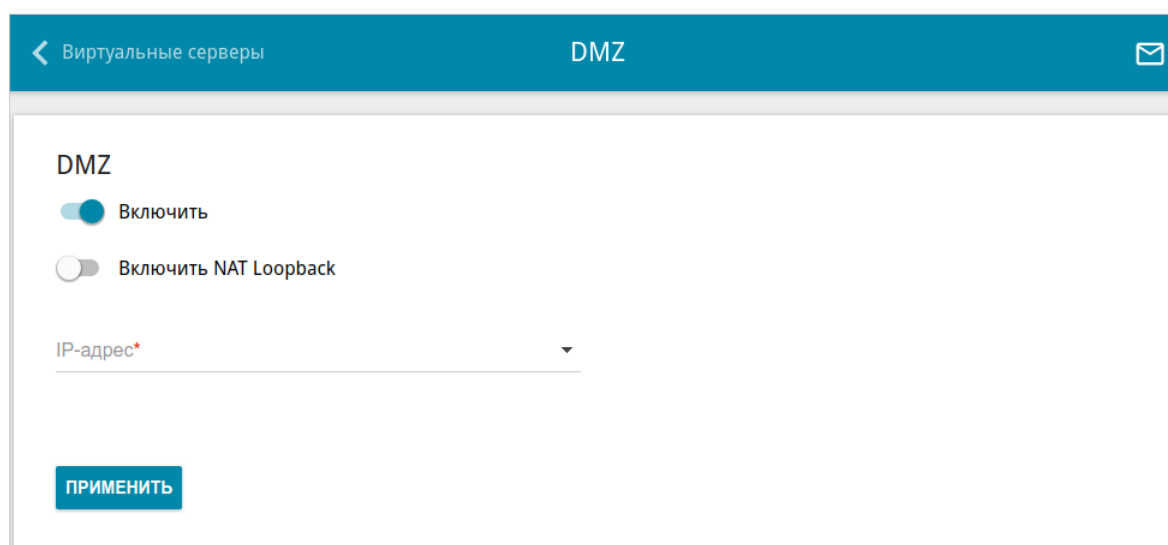 Виртуальные серверы
DMZ
DMZ
Включить
Включить NAT Loopback
IP-адрес*
ПРИМЕНИТЬ